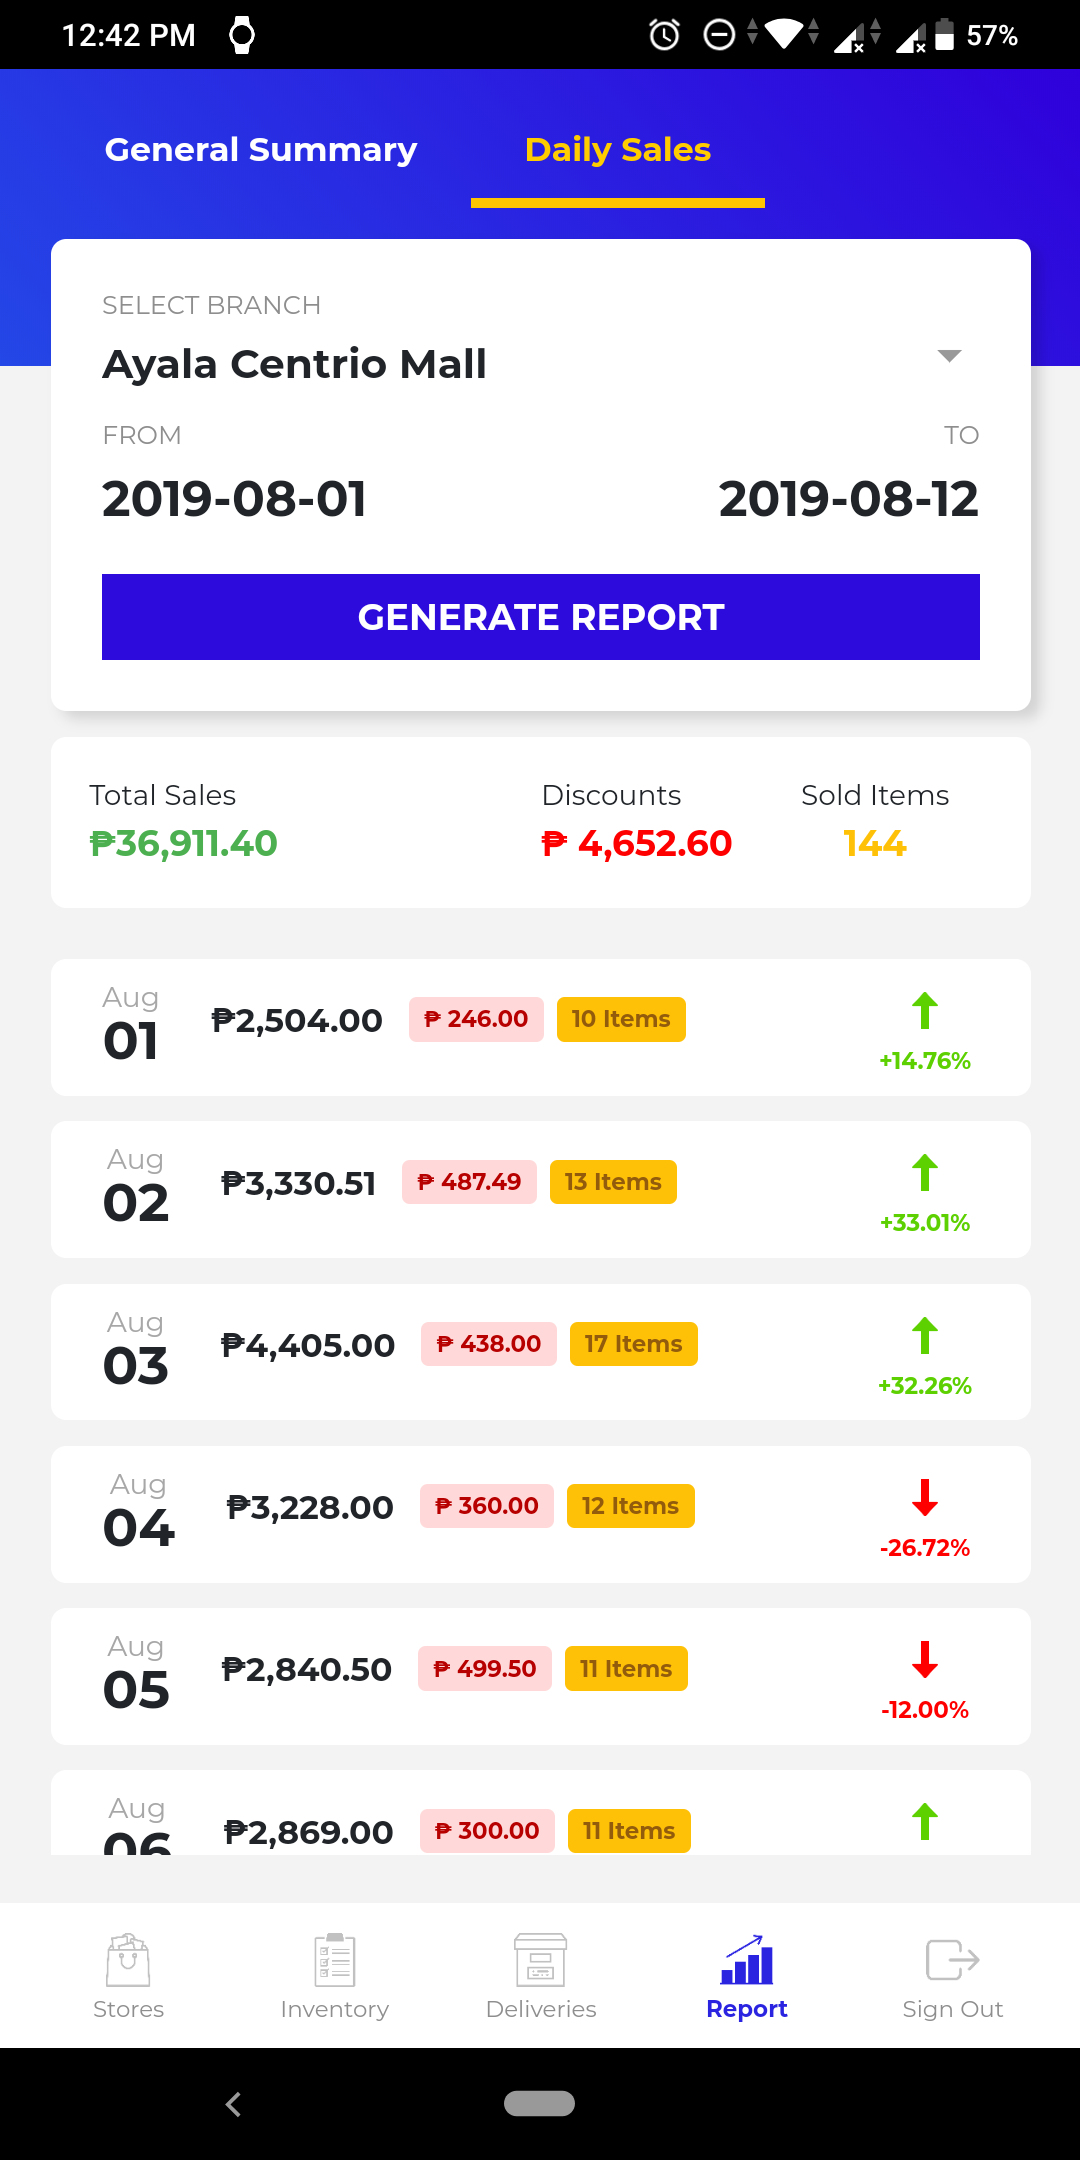 12:42 PM 57%
General Summary Daily Sales
SELECT BRANCH
Ayala Centrio Mall
FROM TO
2019-08-01 2019-08-12
GENERATE REPORT
Total Sales Discounts Sold Items
₱36,911.40 ₱ 4,652.60 144
Aug
01 ₱2,504.00 ₱ 246.00 10 Items
+14.76%
Aug
02 ₱3,330.51 ₱ 487.49 13 Items
+33.01%
Aug
03 ₱4,405.00 ₱ 438.00 17 Items
+32.26%
Aug
04 ₱3,228.00 ₱ 360.00 12 Items
-26.72%
Aug
05 ₱2,840.50 ₱ 499.50 11 Items
-12.00%
Aug
06 ₱2,869.00 ₱ 300.00 11 Items
Stores Inventory Deliveries Report Sign Out